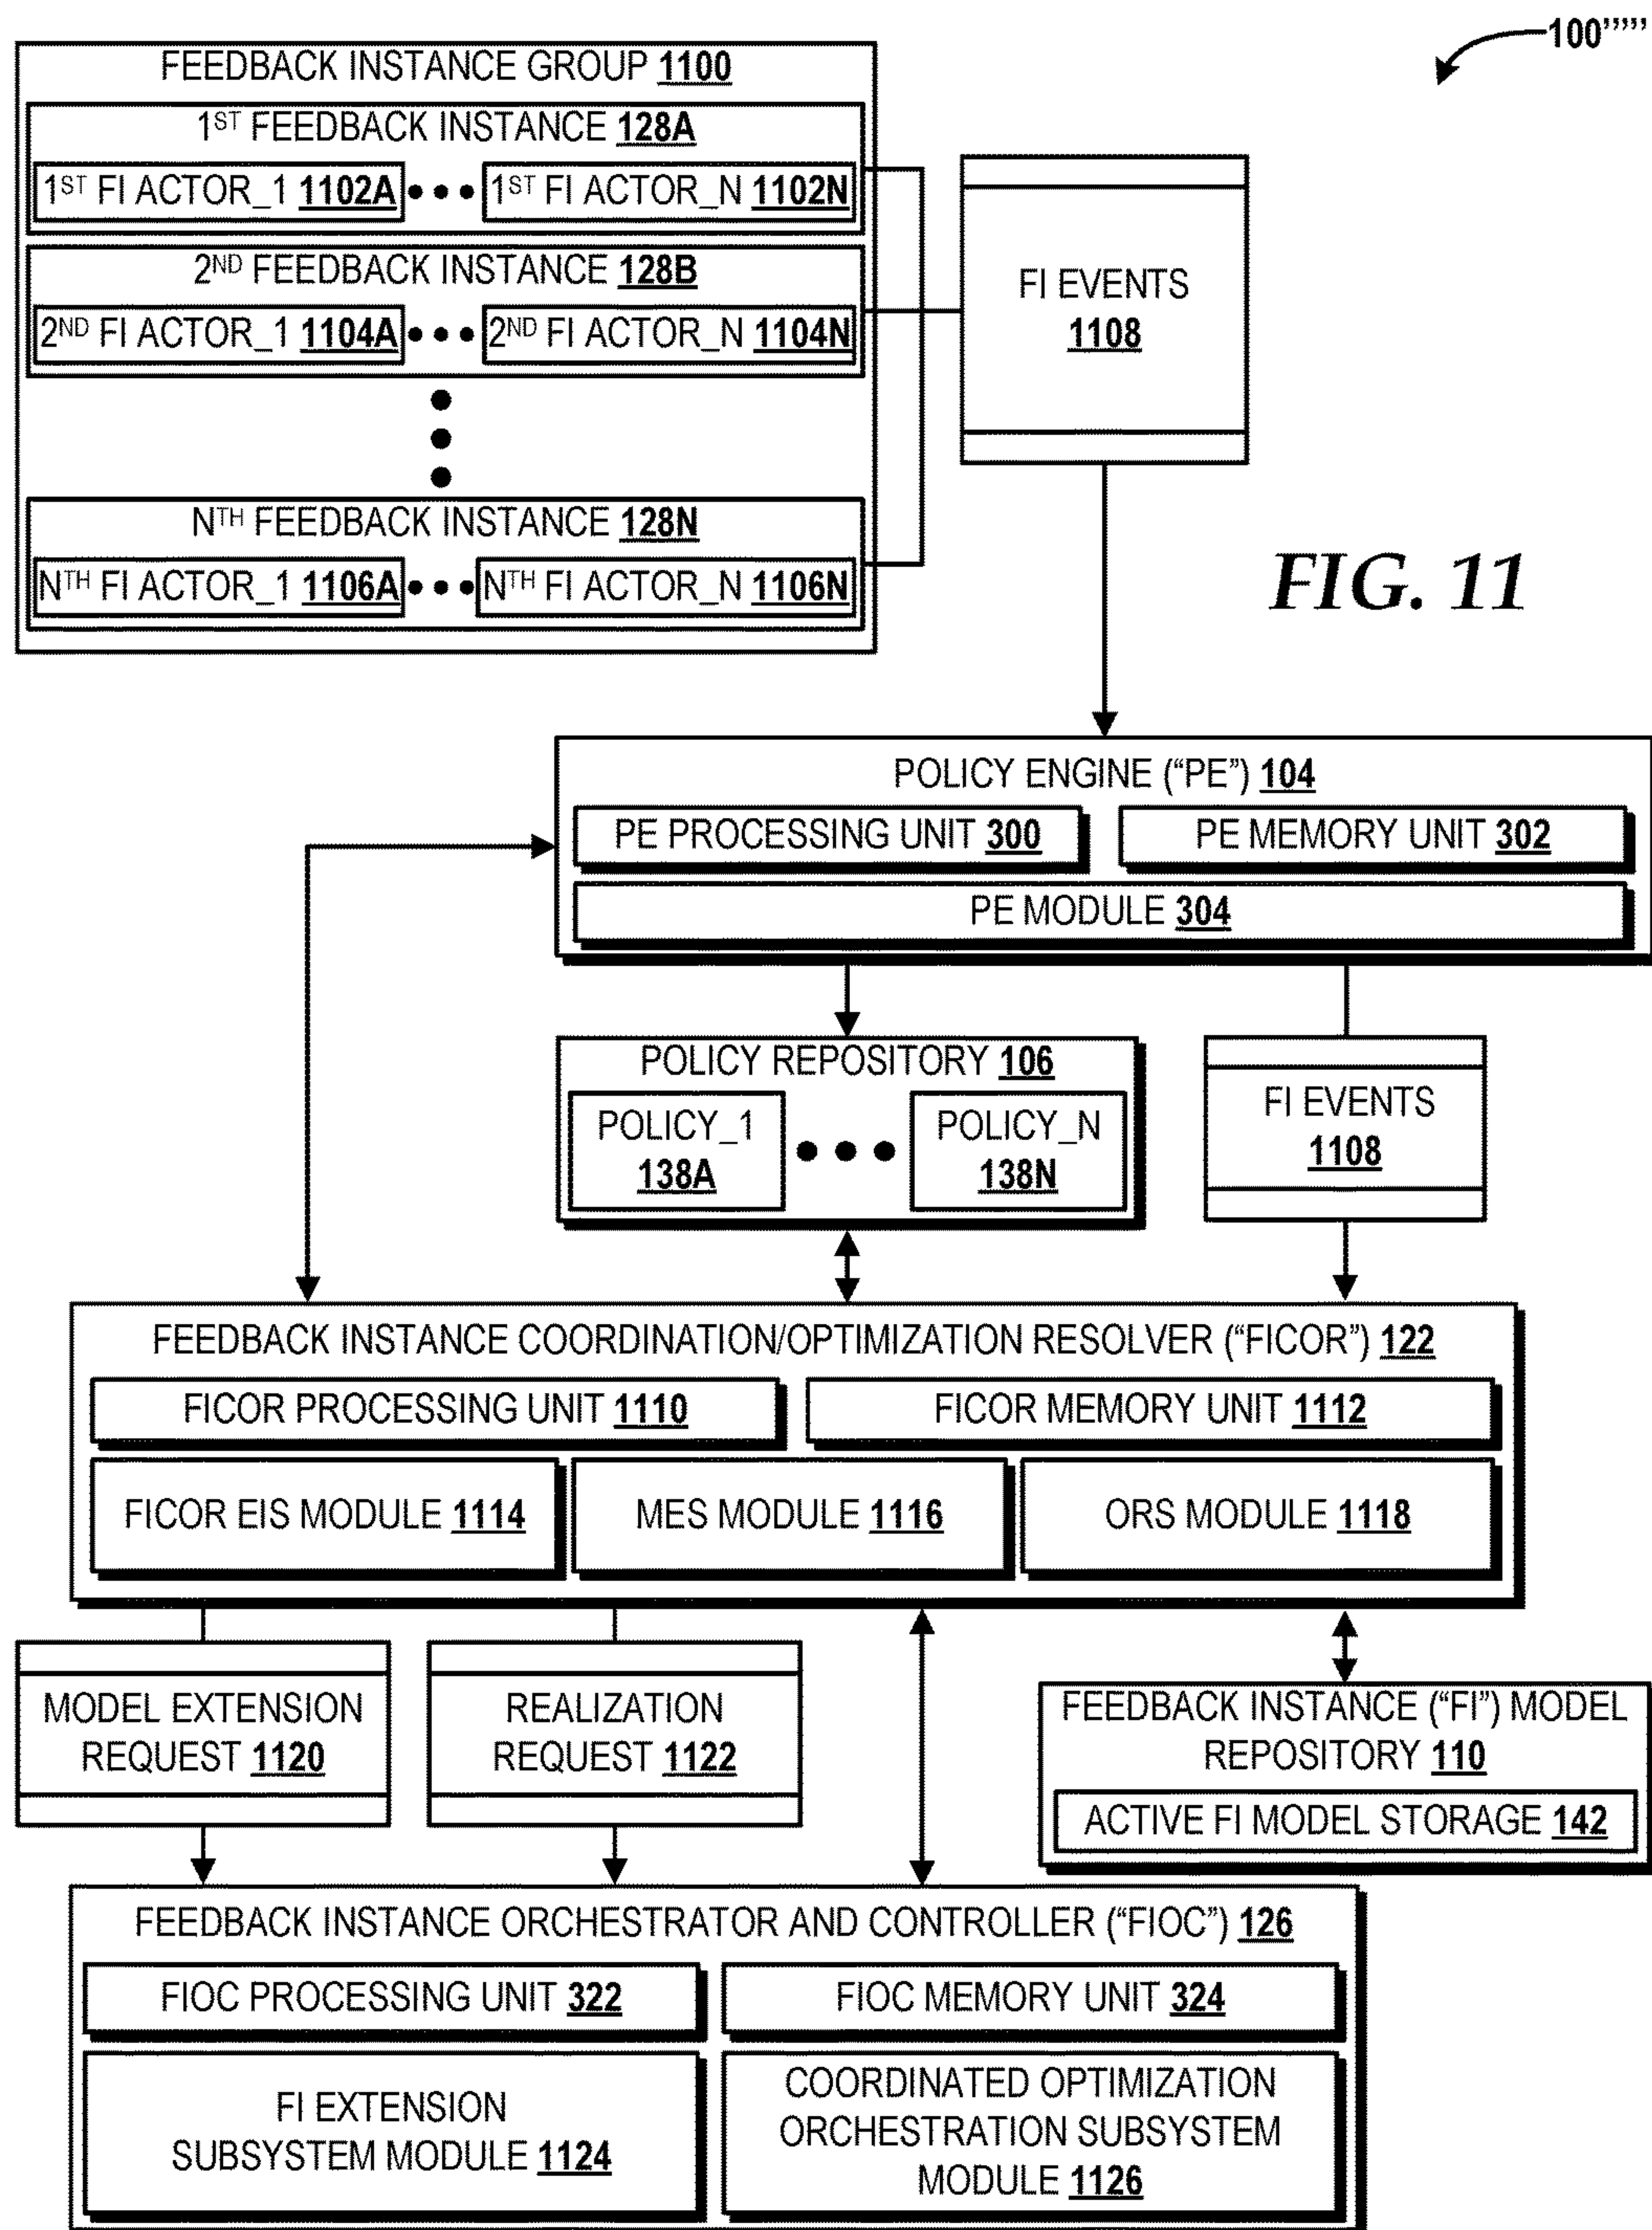 100'''''
FEEDBACK INSTANCE GROUP 1100
1ST FEEDBACK INSTANCE 128A
1ST FI ACTOR_1 1102A
1ST FI ACTOR_N 1102N
2ND FEEDBACK INSTANCE 128B
2ND FI ACTOR_1 1104A
2ND FI ACTOR_N 1104N
NTH FEEDBACK INSTANCE 128N
NTH FI ACTOR_1 1106A
NTH FI ACTOR_N 1106N
FI EVENTS
1108
FIG. 11
POLICY ENGINE (“PE”) 104
PE PROCESSING UNIT 300
PE MEMORY UNIT 302
PE MODULE 304
POLICY REPOSITORY 106
POLICY_1
138A
POLICY_N
138N
FI EVENTS
1108
FEEDBACK INSTANCE COORDINATION/OPTIMIZATION RESOLVER (“FICOR”) 122
FICOR PROCESSING UNIT 1110
FICOR MEMORY UNIT 1112
FICOR EIS MODULE 1114
MES MODULE 1116
ORS MODULE 1118
MODEL EXTENSION
REQUEST 1120
REALIZATION
REQUEST 1122
FEEDBACK INSTANCE (“FI”) MODEL
REPOSITORY 110
ACTIVE FI MODEL STORAGE 142
FEEDBACK INSTANCE ORCHESTRATOR AND CONTROLLER (“FIOC”) 126
FIOC PROCESSING UNIT 322
FIOC MEMORY UNIT 324
FI EXTENSION
SUBSYSTEM MODULE 1124
COORDINATED OPTIMIZATION
ORCHESTRATION SUBSYSTEM
MODULE 1126